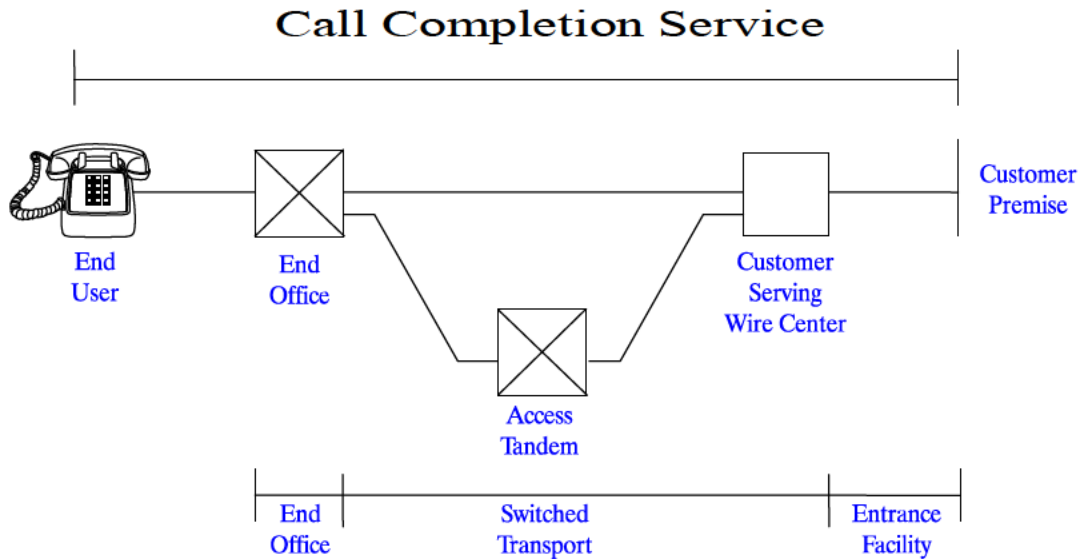 Call Completion Service
Customer
Premise
End
User
End
Office
Customer
Serving
Wire Center
Access
Tandem
End
Office
Switched
Transport
Entrance
Facility